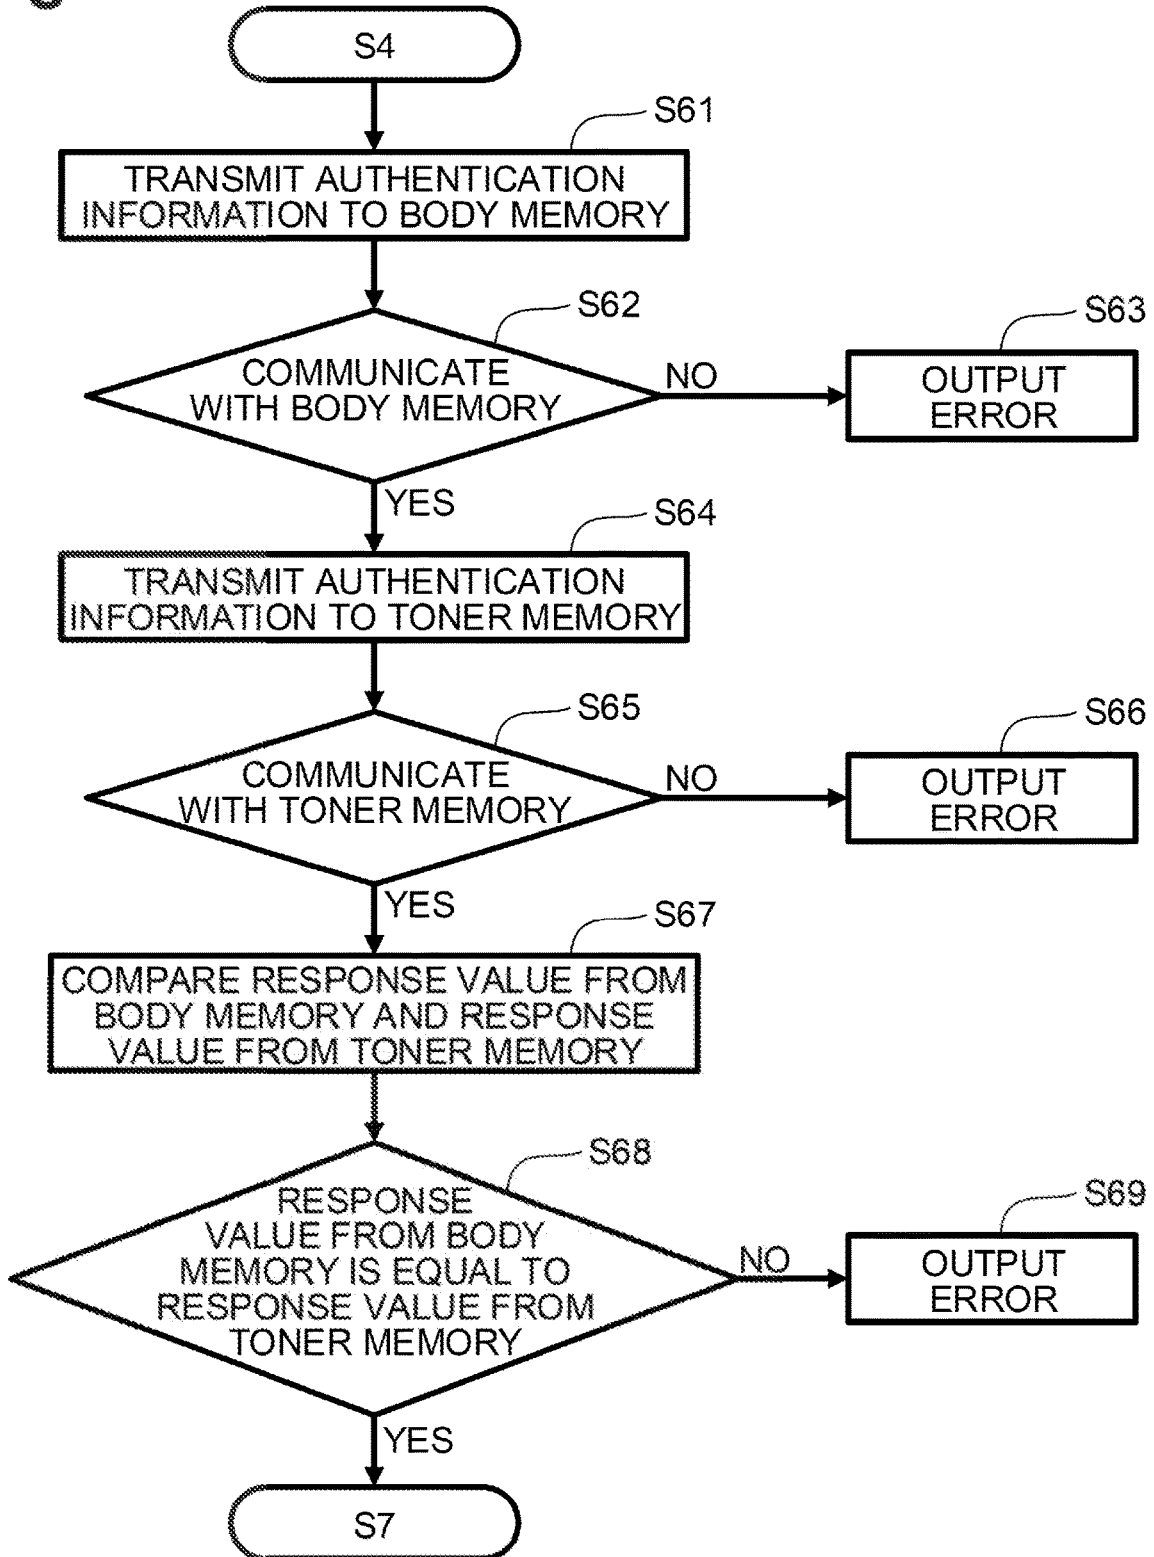 S4
S61
TRANSMIT AUTHENTICATION
INFORMATION TO BODY MEMORY
S62
COMMUNICATE
WITH BODY MEMORY
NO
S63
OUTPUT
ERROR
YES
S64
TRANSMIT AUTHENTICATION
INFORMATION TO TONER MEMORY
S65
COMMUNICATE
WITH TONER MEMORY
NO
S66
OUTPUT
ERROR
YES
S67
COMPARE RESPONSE VALUE FROM
BODY MEMORY AND RESPONSE
VALUE FROM TONER MEMORY
S68
RESPONSE
VALUE FROM BODY
MEMORY IS EQUAL TO
RESPONSE VALUE FROM
TONER MEMORY
NO
S69
OUTPUT
ERROR
YES
S7